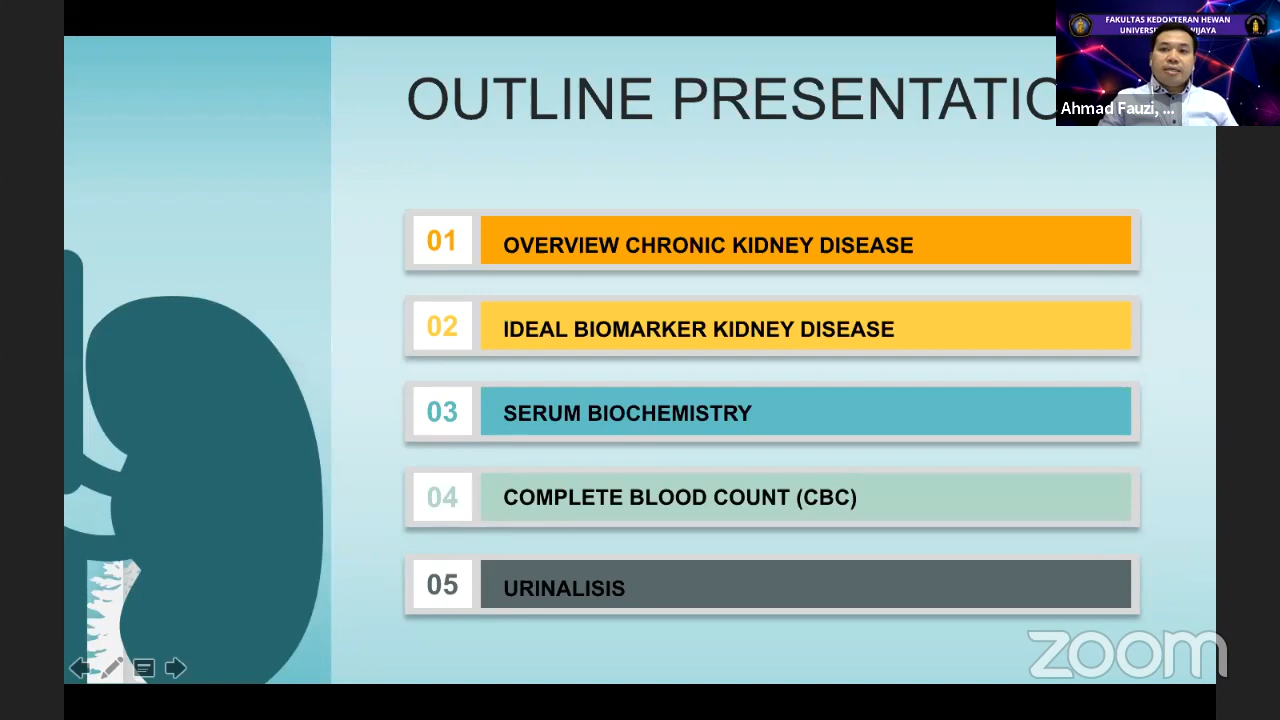 FAKULTAS KEDOKTERAN HEWAN
Ahmad Fauzi, ...
OUTLINE PRESENTATIO
01 OVERVIEW CHRONIC KIDNEY DISEASE
02 IDEAL BIOMARKER KIDNEY DISEASE
03 SERUM BIOCHEMISTRY
04 COMPLETE BLOOD COUNT (CBC)
05 URINALISIS
zoom